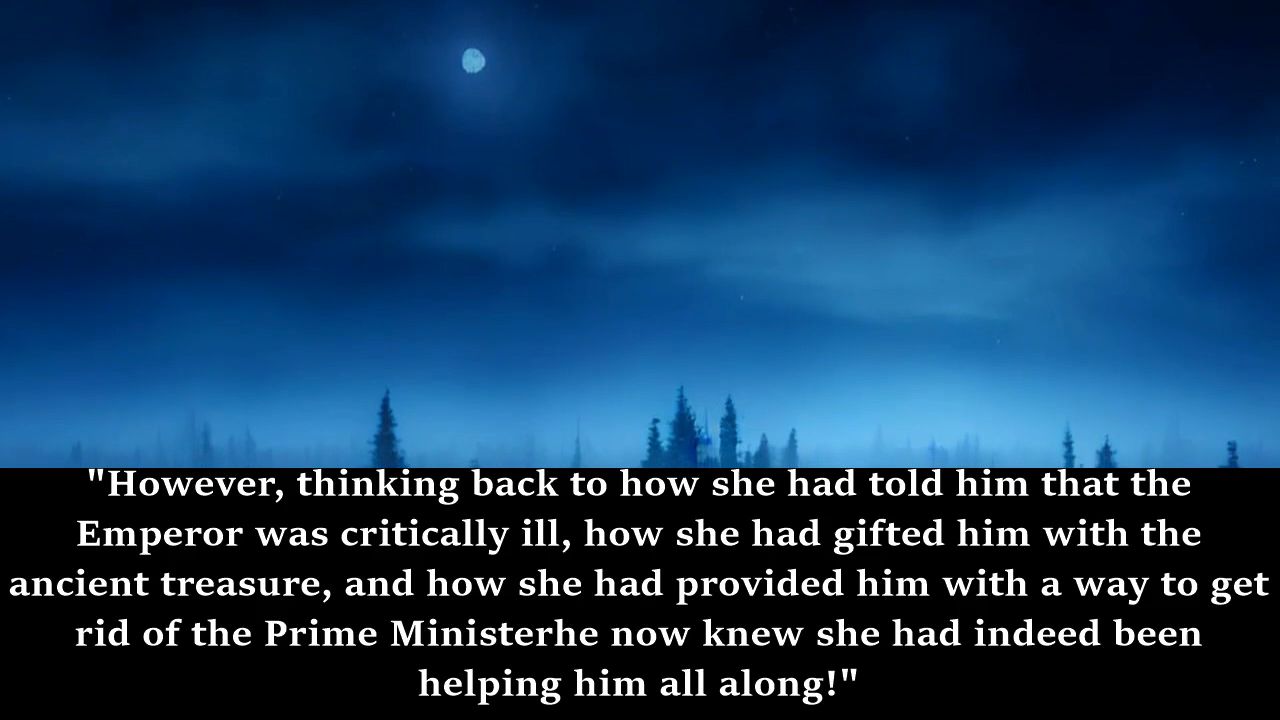 "However, thinking back to how she had told him that the
Emperor was critically ill, how she had gifted him with the
ancient treasure, and how she had provided him with a way to get
rid of the Prime Ministerhe now knew she had indeed been
helping him all along!"